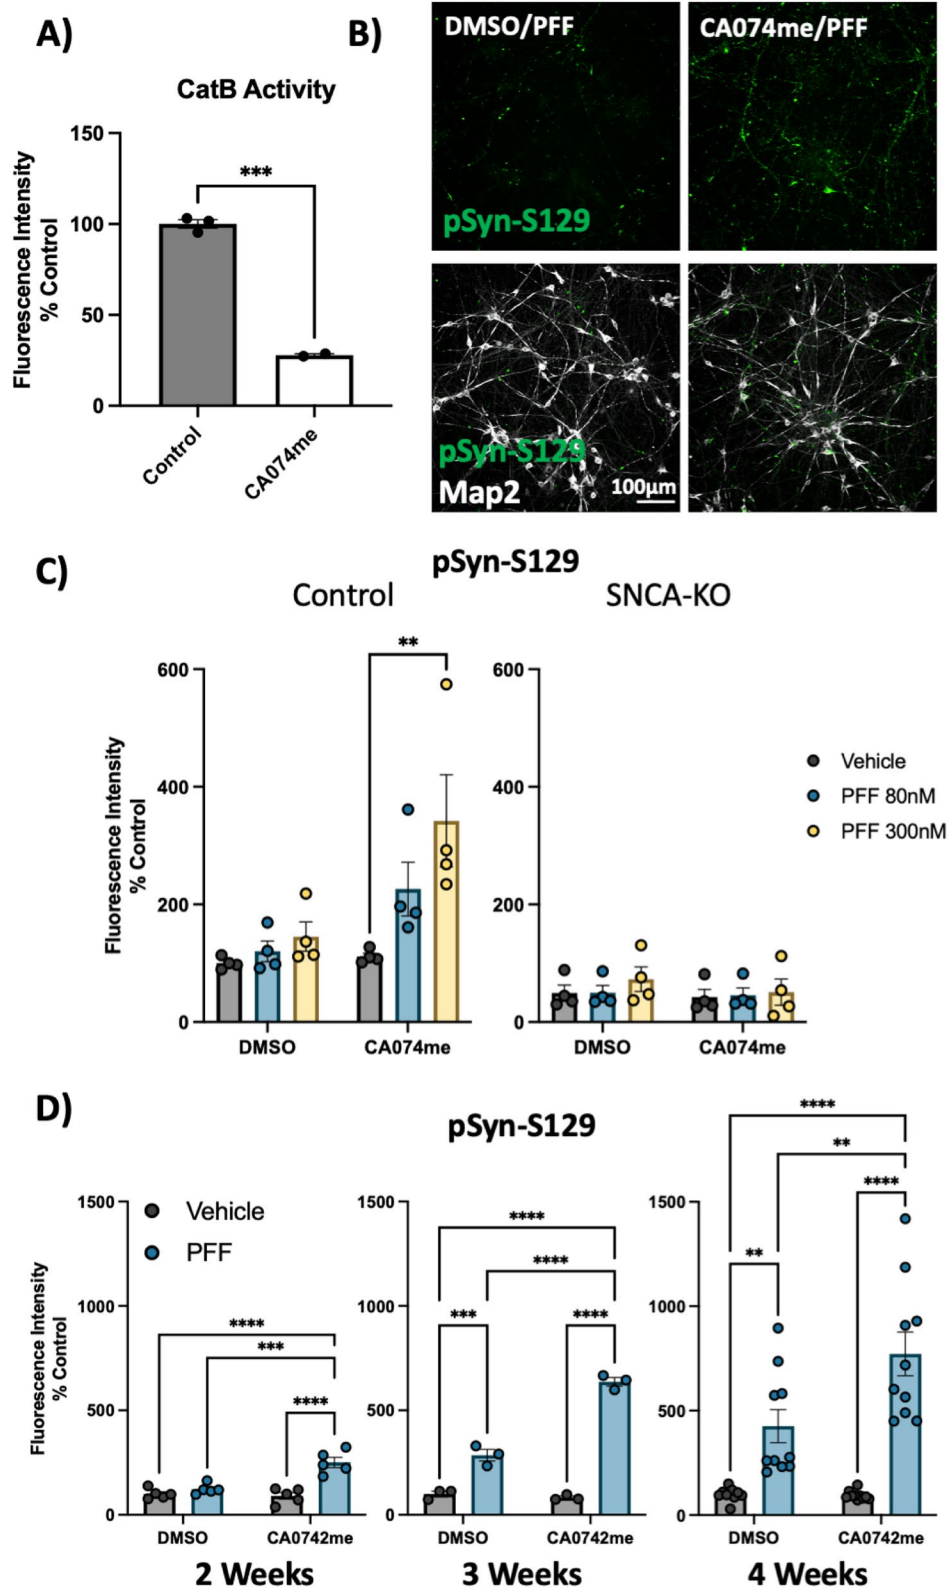 A)
CatB Activity
Fluorescence Intensity
% Control
150
100
50
0
***
Control
CA074me
B)
DMSO/PFF
CA074me/PFF
pSyn-S129
pSyn-S129
Map2
100µm
C)
pSyn-S129
Control
SNCA-KO
Fluorescence Intensity
% Control
600
400
200
0
**
DMSO
CA074me
600
400
200
0
DMSO
CA074me
Vehicle
PFF 80nM
PFF 300nM
D)
pSyn-S129
Fluorescence Intensity
% Control
1500
1000
500
0
Vehicle
PFF
****
***
****
DMSO
CA0742me
2 Weeks
1500
1000
500
0
****
****
***
****
DMSO
CA0742me
3 Weeks
1500
1000
500
0
****
**
****
**
DMSO
CA0742me
4 Weeks